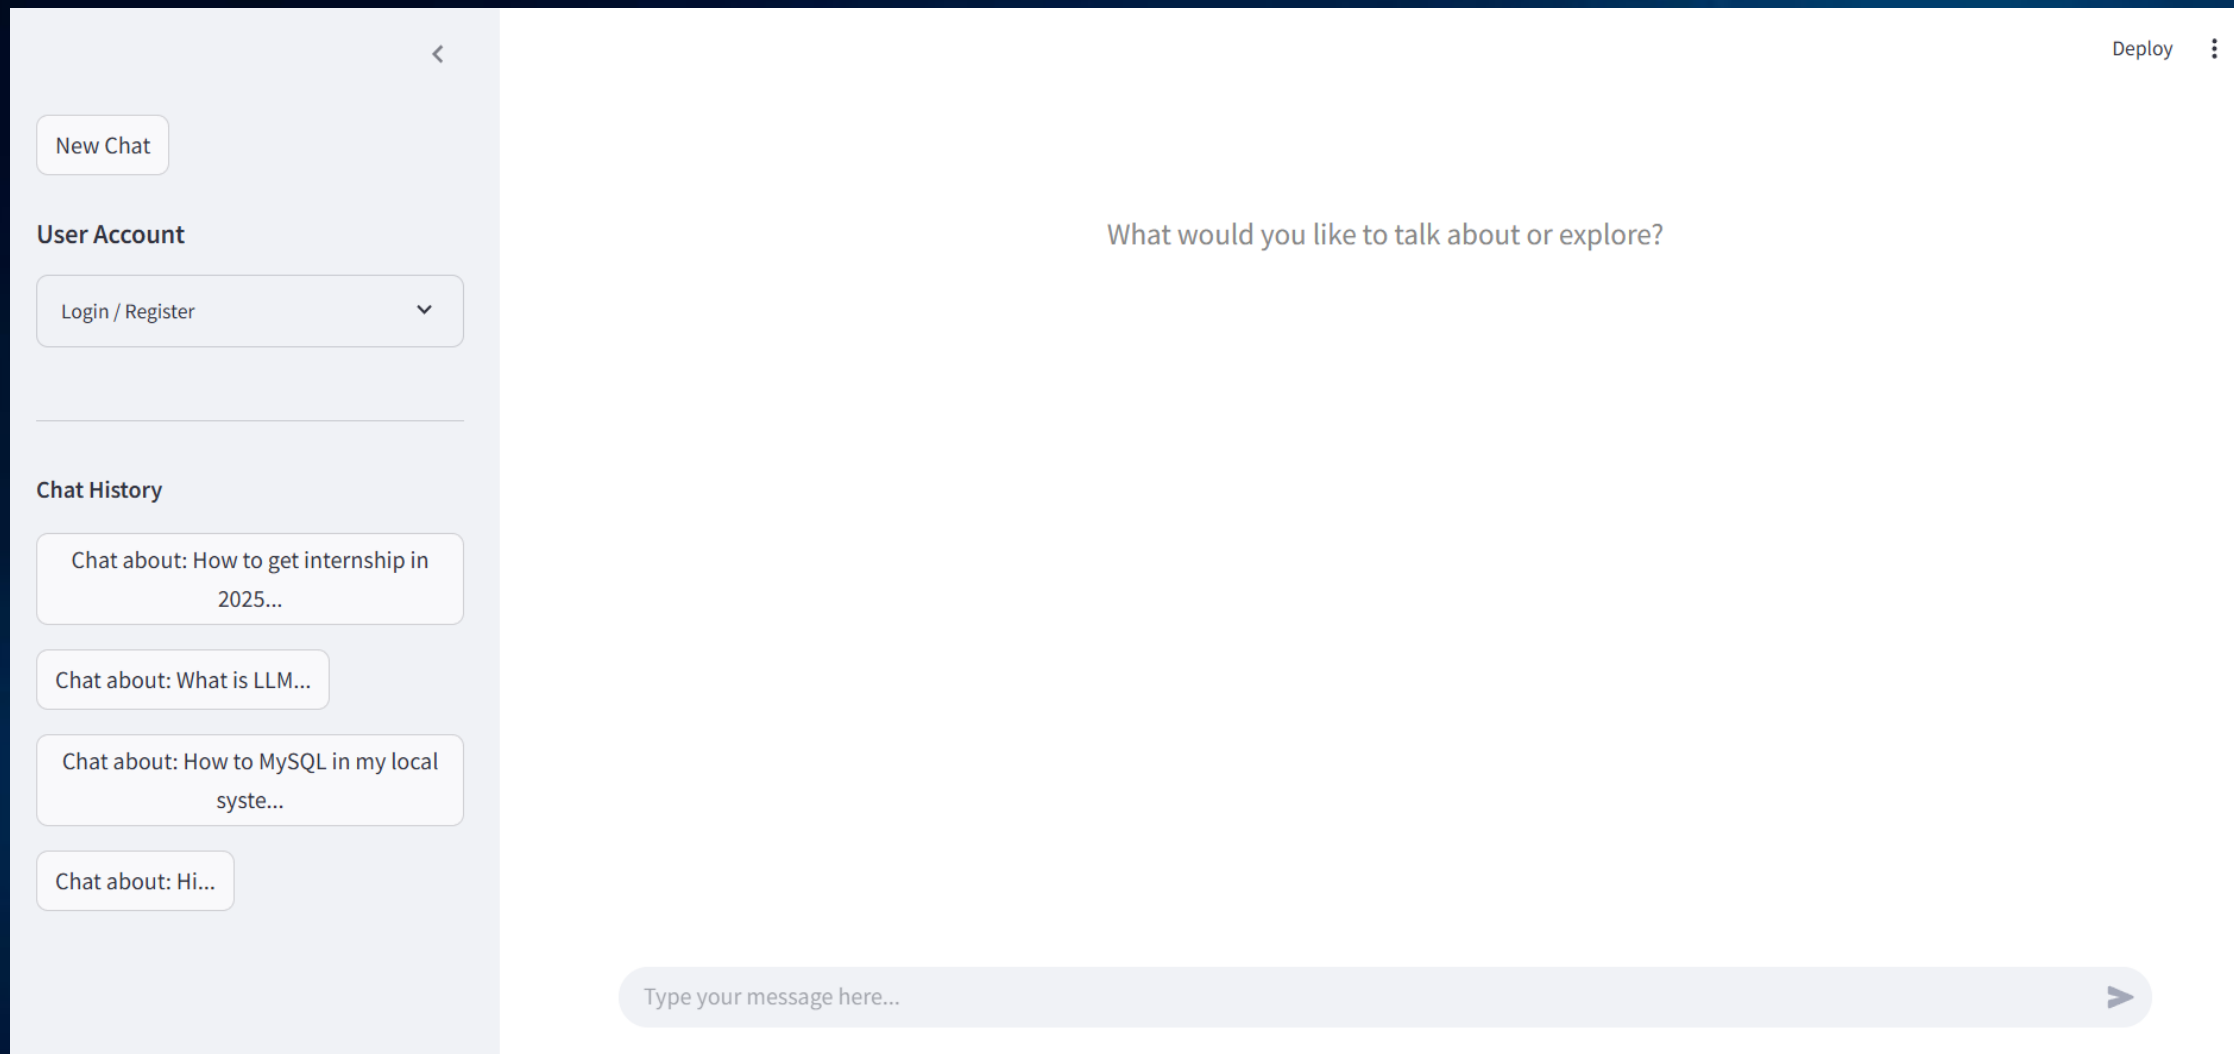 New Chat
User Account
Login / Register
Chat History
Chat about: How to get internship in
2025...
Chat about: What is LLM...
Chat about: How to MySQL in my local
syste...
Chat about: Hi...
Deploy
What would you like to talk about or explore?
Type your message here...